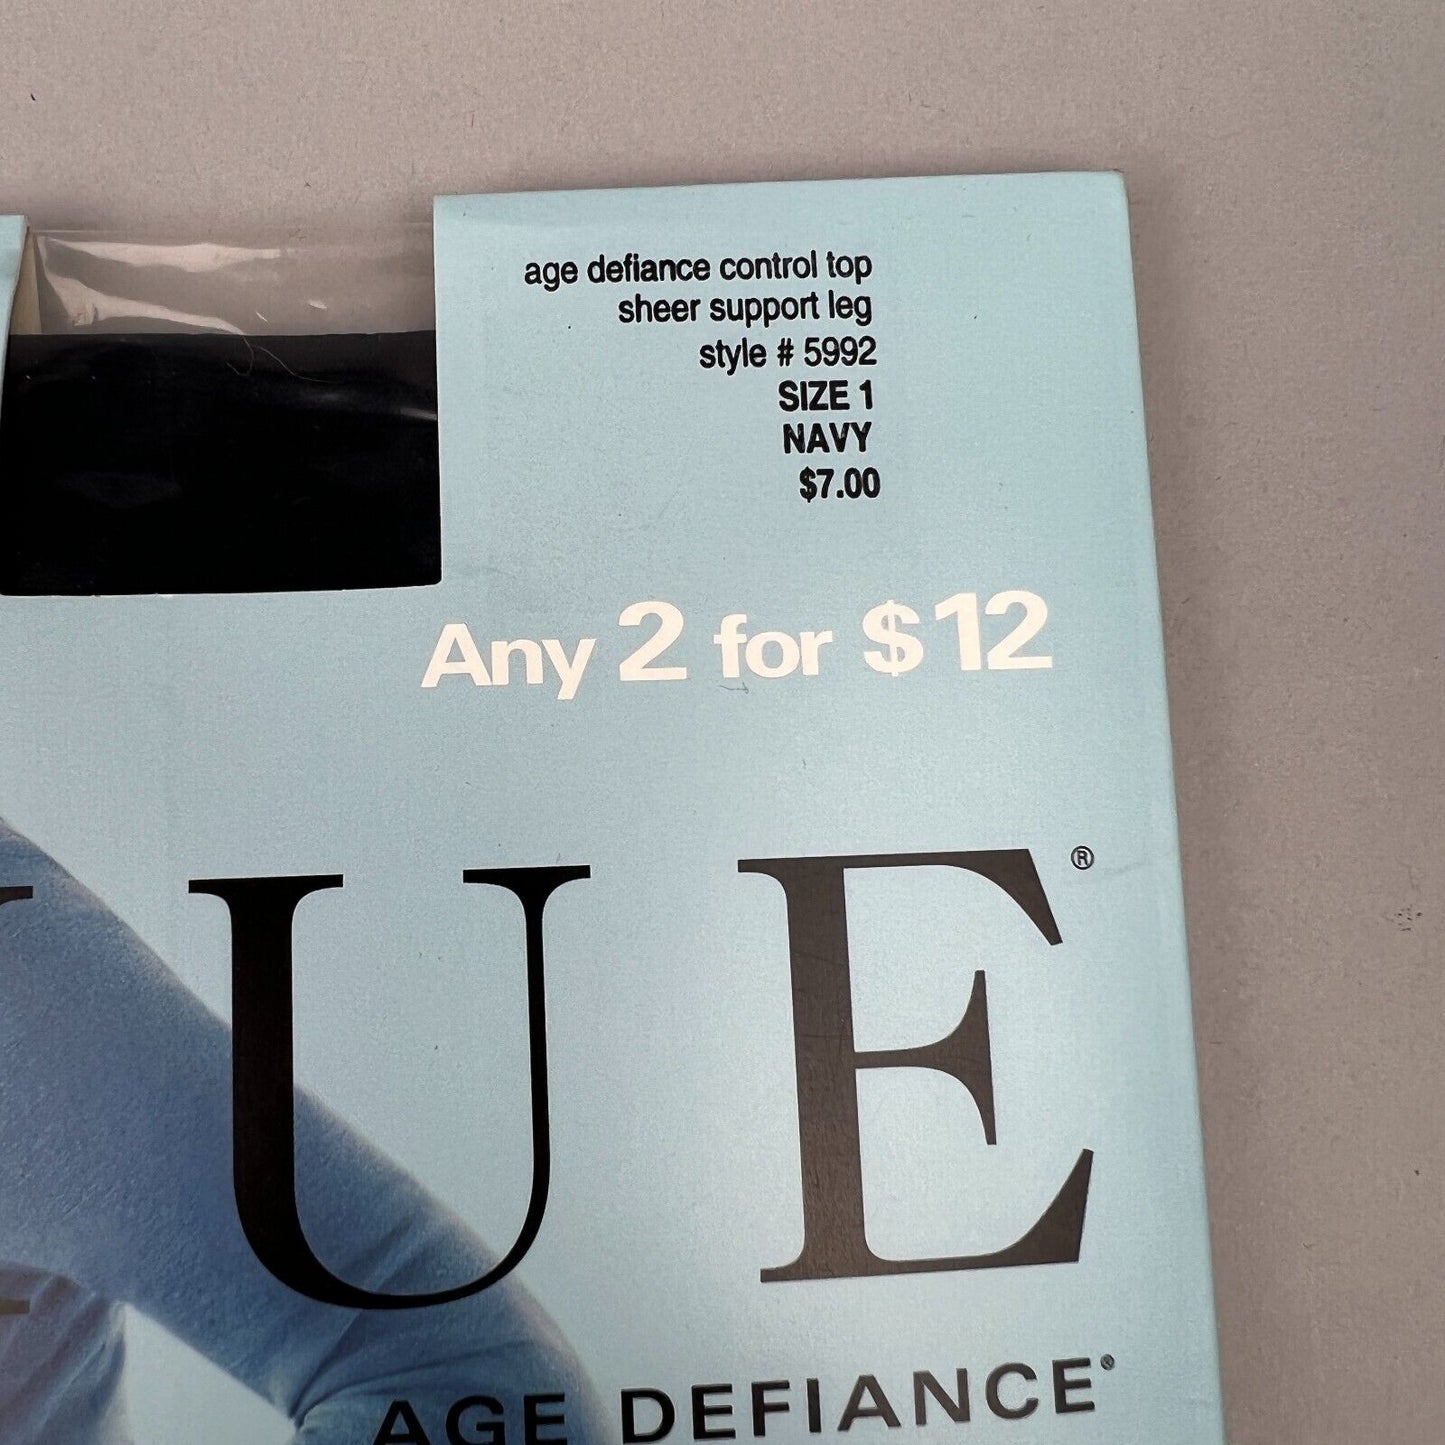 age defiance control top
sheer support leg
style # 5992
SIZE 1
NAVY
$7.00
Any 2 for $12
UE®
AGE DEFIANCE®